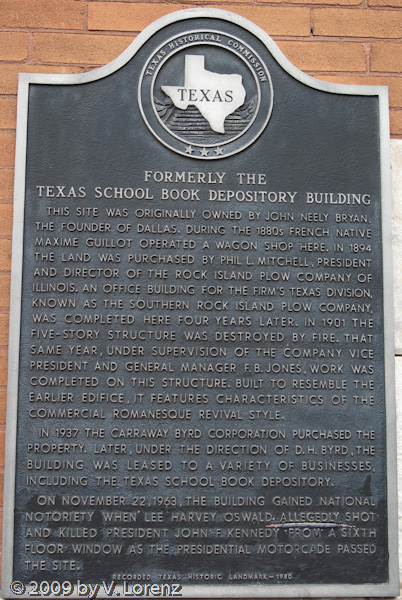 TEXAS HISTORICAL COMMISSION
TEXAS
FORMERLY THE
TEXAS SCHOOL BOOK DEPOSITORY BUILDING
THIS SITE WAS ORIGINALLY OWNED BY JOHN NEELY BRYAN,
THE FOUNDER OF DALLAS. DURING THE 1880s FRENCH NATIVE
MAXIME GUILLOT OPERATED A WAGON SHOP HERE. IN 1894
THE LAND WAS PURCHASED BY PHIL L. MITCHELL, PRESIDENT
AND DIRECTOR OF THE ROCK ISLAND PLOW COMPANY OF
ILLINOIS. AN OFFICE BUILDING FOR THE FIRM'S TEXAS DIVISION,
KNOWN AS THE SOUTHERN ROCK ISLAND PLOW COMPANY,
WAS COMPLETED HERE FOUR YEARS LATER. IN 1901 THE
FIVE-STORY STRUCTURE WAS DESTROYED BY FIRE. THAT
SAME YEAR, UNDER SUPERVISION OF THE COMPANY VICE
PRESIDENT AND GENERAL MANAGER F. B. JONES, WORK WAS
COMPLETED ON THIS STRUCTURE. BUILT TO RESEMBLE THE
EARLIER EDIFICE, IT FEATURES CHARACTERISTICS OF THE
COMMERCIAL ROMANESQUE REVIVAL STYLE.
IN 1937 THE CARRAWAY BYRD CORPORATION PURCHASED THE
PROPERTY. LATER, UNDER THE DIRECTION OF D. H. BYRD, THE
BUILDING WAS LEASED TO A VARIETY OF BUSINESSES,
INCLUDING THE TEXAS SCHOOL BOOK DEPOSITORY.
ON NOVEMBER 22, 1963, THE BUILDING GAINED NATIONAL
NOTORIETY WHEN LEE HARVEY OSWALD ALLEGEDLY SHOT
AND KILLED PRESIDENT JOHN F. KENNEDY FROM A SIXTH
FLOOR WINDOW AS THE PRESIDENTIAL MOTORCADE PASSED
THE SITE.
RECORDED TEXAS HISTORIC LANDMARK - 1980
© 2009 by V. Lorenz